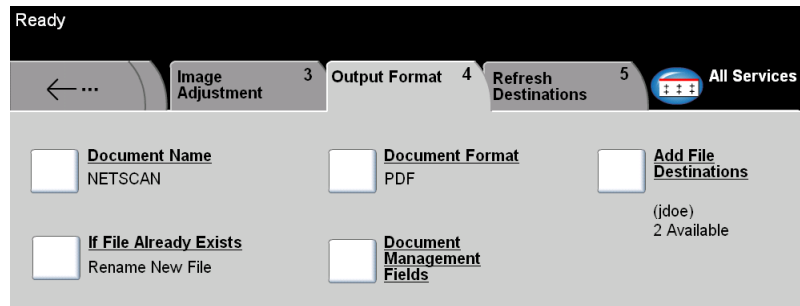 Ready
←... Image Adjustment 3 Output Format 4 Refresh Destinations 5 All Services
Document Name
NETSCAN
Document Format
PDF
Add File
Destinations
(jdoe)
2 Available
If File Already Exists
Rename New File
Document
Management
Fields